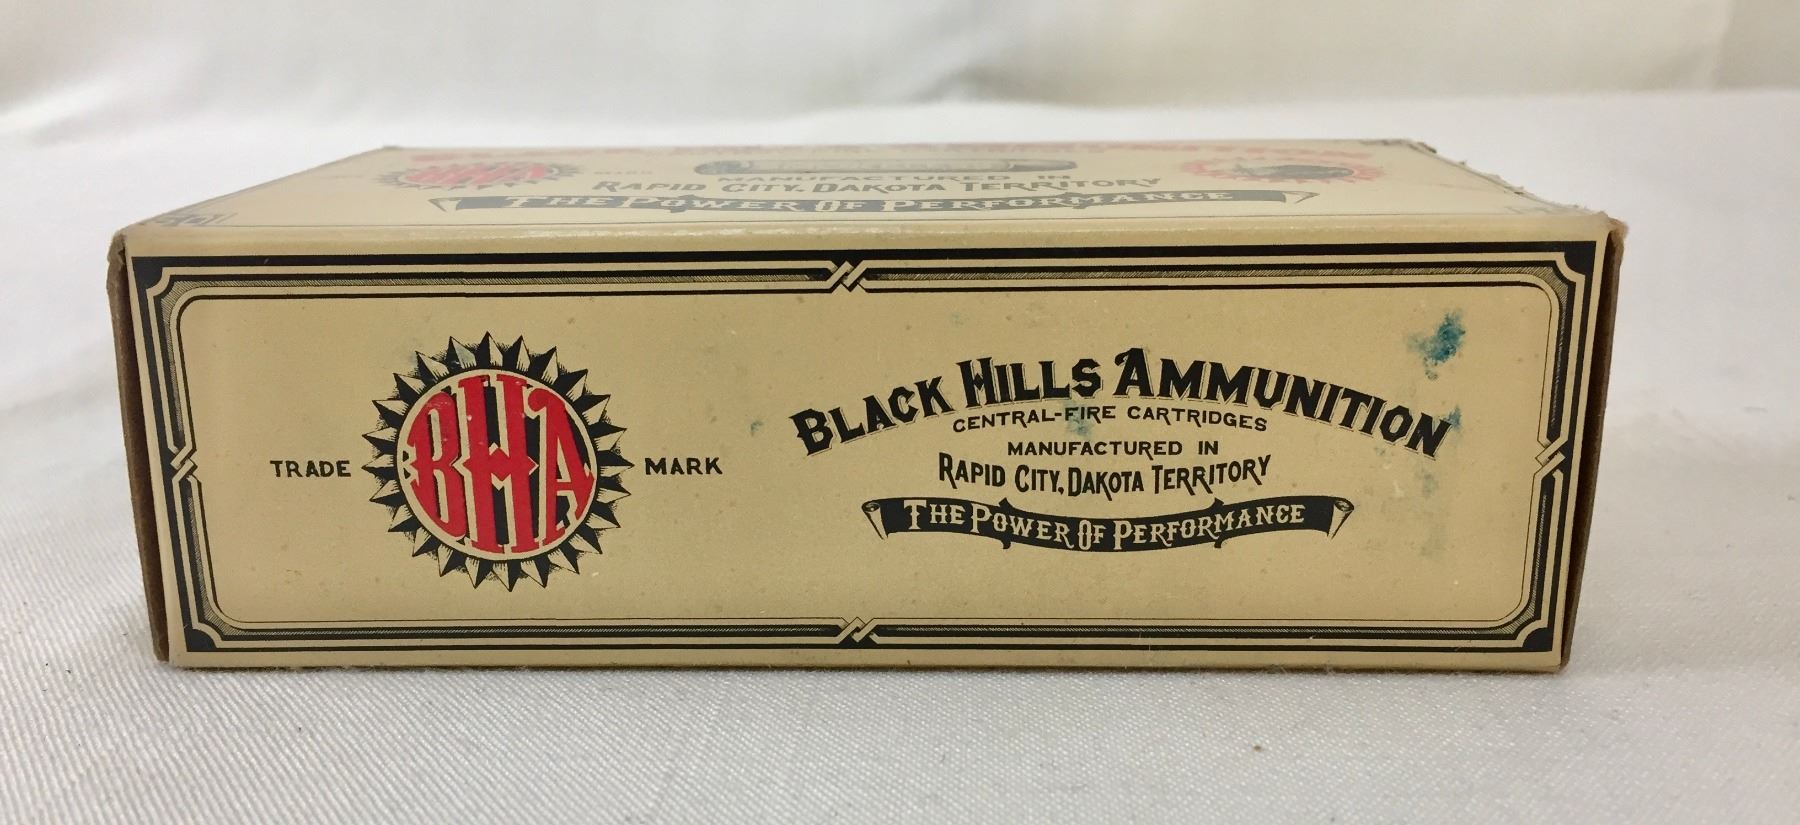 MANUFACTURED IN
RAPID CITY, DAKOTA TERRITORY
THE POWER OF PERFORMANCE
TRADE BHA MARK
BLACK HILLS AMMUNITION
CENTRAL-FIRE CARTRIDGES
MANUFACTURED IN
RAPID CITY, DAKOTA TERRITORY
THE POWER OF PERFORMANCE